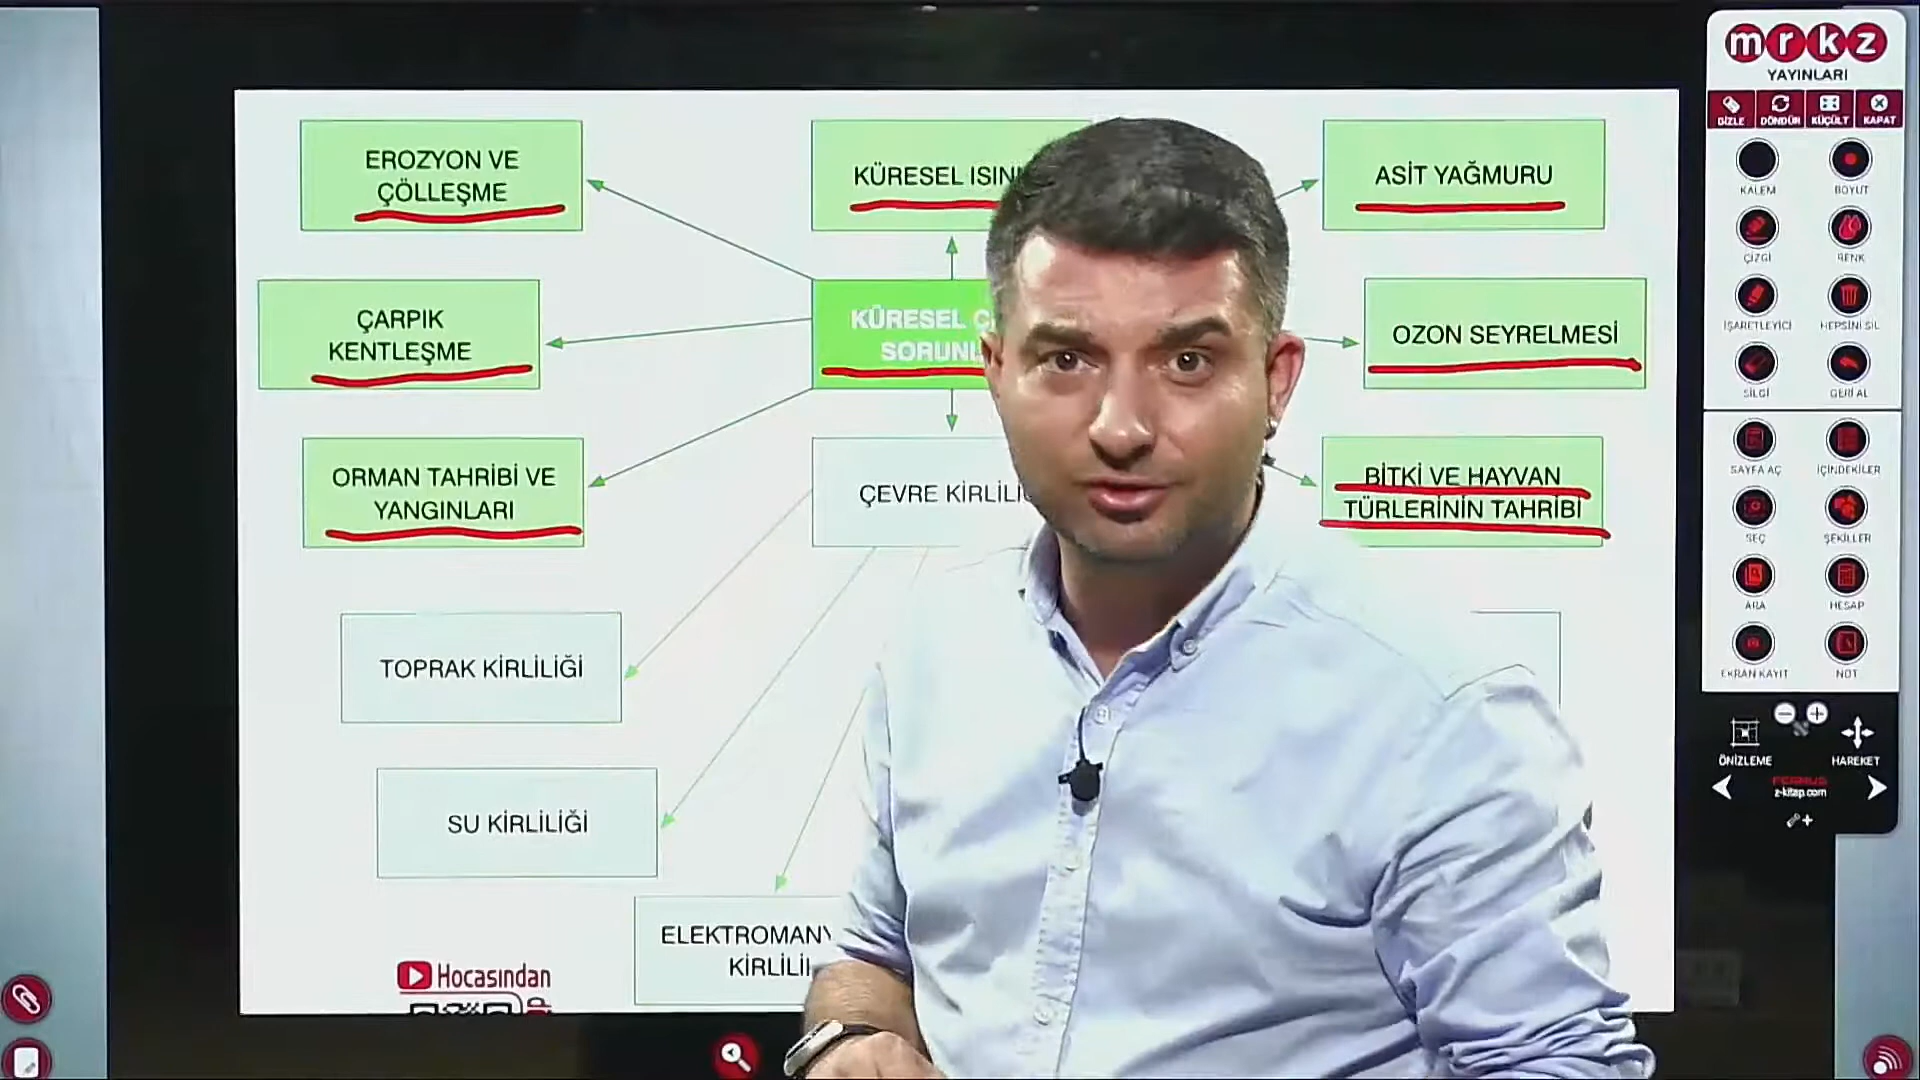 mrkz
YAYINLARI
GİZLE DÖNDÜR KÜÇÜLT KAPAT
KALEM BOYUT
ÇİZGİ RENK
İŞARETLEYİCİ HEPSİNİ SİL
SİLGİ GERİ AL
SAYFA AÇ İÇİNDEKİLER
SEÇ ŞEKİLLER
ARA HESAP
EKRAN KAYIT NOT
ÖNİZLEME HAREKET
FERNUS
z-kitap.com
EROZYON VE
ÇÖLLEŞME
KÜRESEL ISIN
ASİT YAĞMURU
ÇARPIK
KENTLEŞME
KÜRESEL Ç
SORUNL
OZON SEYRELMESİ
ORMAN TAHRİBİ VE
YANGINLARI
ÇEVRE KİRLİLİ
BİTKİ VE HAYVAN
TÜRLERİNİN TAHRİBİ
TOPRAK KİRLİLİĞİ
SU KİRLİLİĞİ
ELEKTROMANY
KİRLİLİ
Hocasından